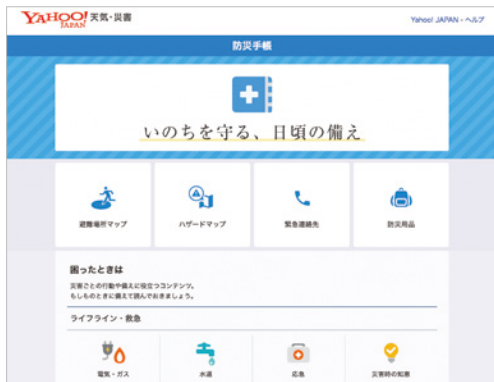 YAHOO! JAPAN 天気・災害
Yahoo! JAPAN - ヘルプ
防災手帳
いのちを守る、日頃の備え
避難場所マップ
ハザードマップ
緊急連絡先
防災用品
困ったときは
災害ごとの行動や備えに役立つコンテンツ。
もしものときに備えて読んでおきましょう。
ライフライン・救急
電気・ガス
水道
応急
災害時の知恵